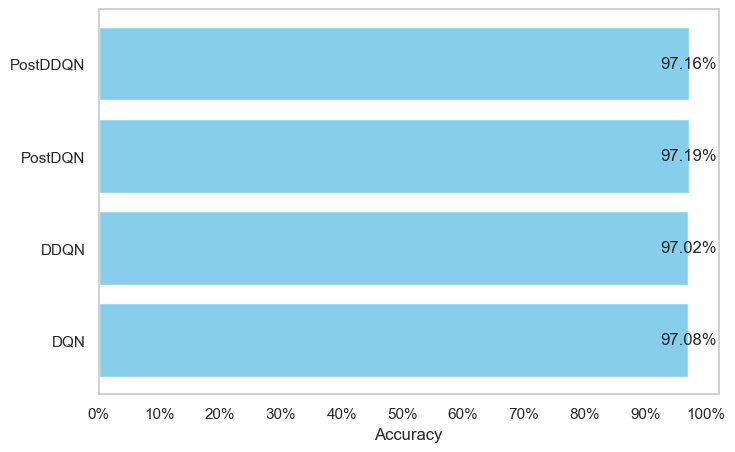 PostDDQN
97.16%
PostDQN
97.19%
DDQN
97.02%
DQN
97.08%
0% 10% 20% 30% 40% 50% 60% 70% 80% 90% 100%
Accuracy